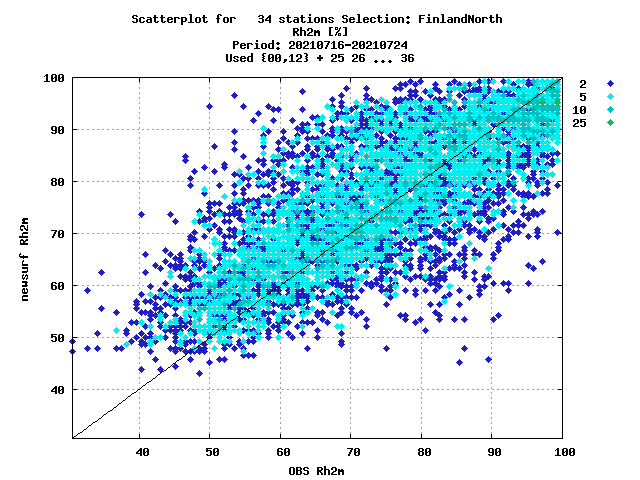 Scatterplot for   34 stations Selection: FinlandNorth
Rh2m [%]
Period: 20210716-20210724
Used {00,12} + 25 26 ... 36
100
90
80
70
60
50
40
newsurf Rh2m
2
5
10
25
40 50 60 70 80 90 100
OBS Rh2m